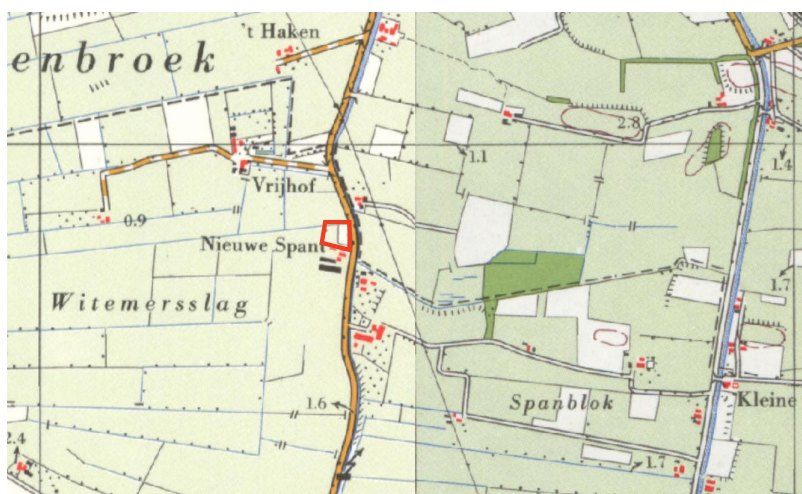 't Haken
enbroek
2.8
1.1
1.4
Vrijhof
0.9
Nieuwe Spant
1.7
Witemersslag
1.6
Spanblok
Kleine
2.4
1.7